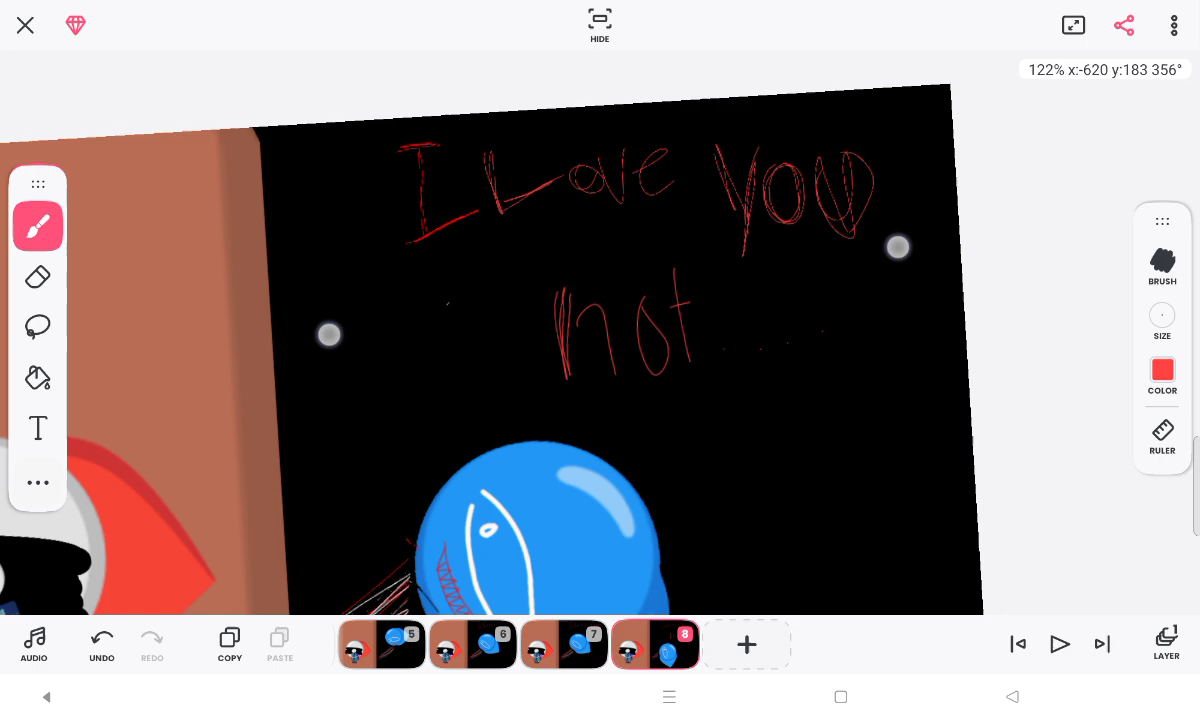 HIDE
122% x:-620 y:183 356°
I Love YOU
not.....
BRUSH
SIZE
COLOR
RULER
T
5
6
7
8
AUDIO
UNDO
REDO
COPY
PASTE
LAYER